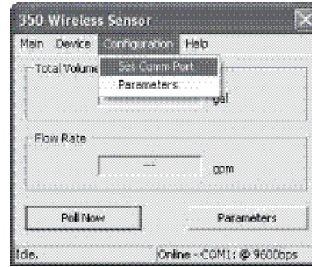 350 Wireless Sensor
Main Device Configuration Help
Set Comm Port
Parameters
Total Volume
gal
Flow Rate
---
gpm
Poll Now
Parameters
Idle.
Online - COM1: @ 9600bps